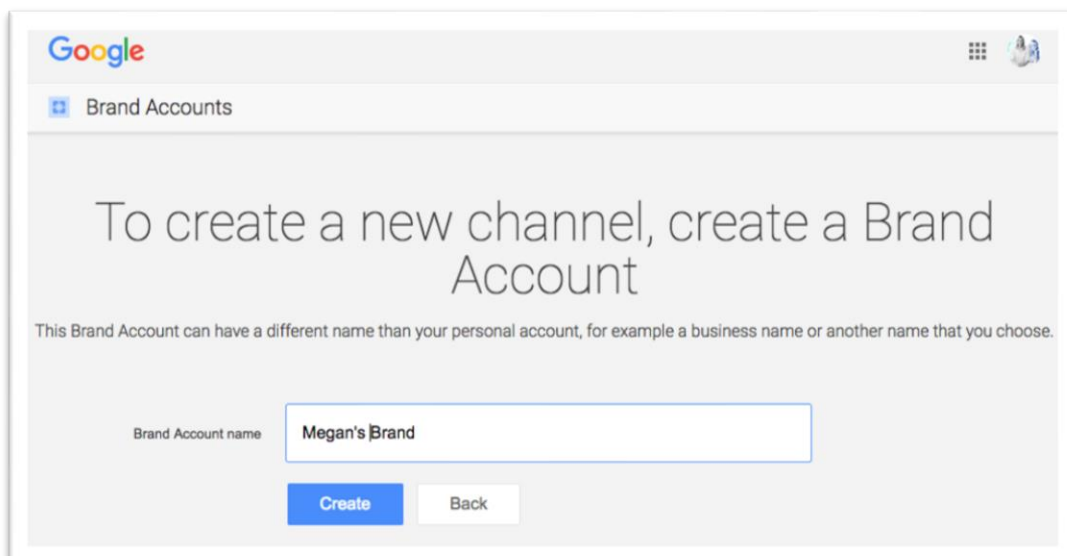 Google
Brand Accounts
To create a new channel, create a Brand
Account
This Brand Account can have a different name than your personal account, for example a business name or another name that you choose.
Brand Account name
Megan's Brand
Create
Back